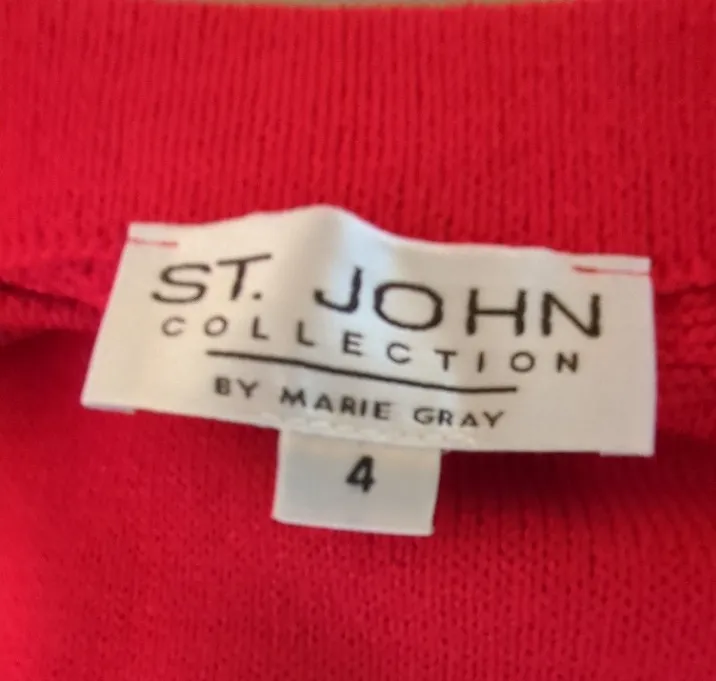 ST. JOHN
COLLECTION
BY MARIE GRAY
4